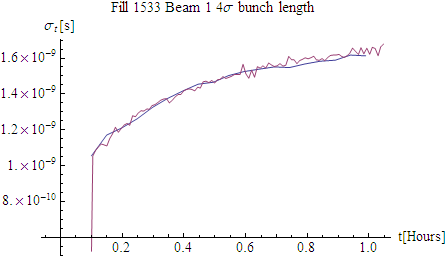 Fill 1533 Beam 1 4σ bunch length
σt[s]
1.6×10⁻⁹
1.4×10⁻⁹
1.2×10⁻⁹
1.×10⁻⁹
8.×10⁻¹⁰
0.2 0.4 0.6 0.8 1.0 t[Hours]